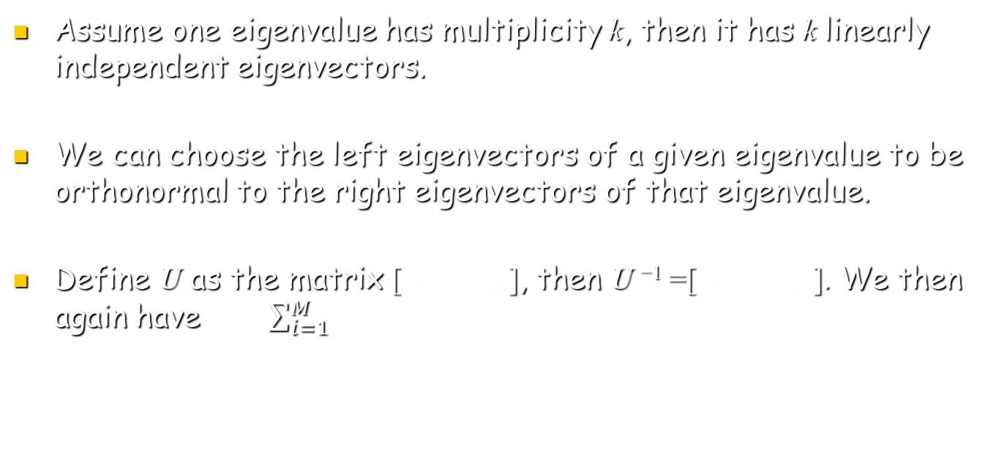 Assume one eigenvalue has multiplicity k, then it has k linearly
independent eigenvectors.
We can choose the left eigenvectors of a given eigenvalue to be
orthonormal to the right eigenvectors of that eigenvalue.
Define U as the matrix [ ], then U⁻¹ =[ ]. We then
again have ∑ᴹᵢ₌₁